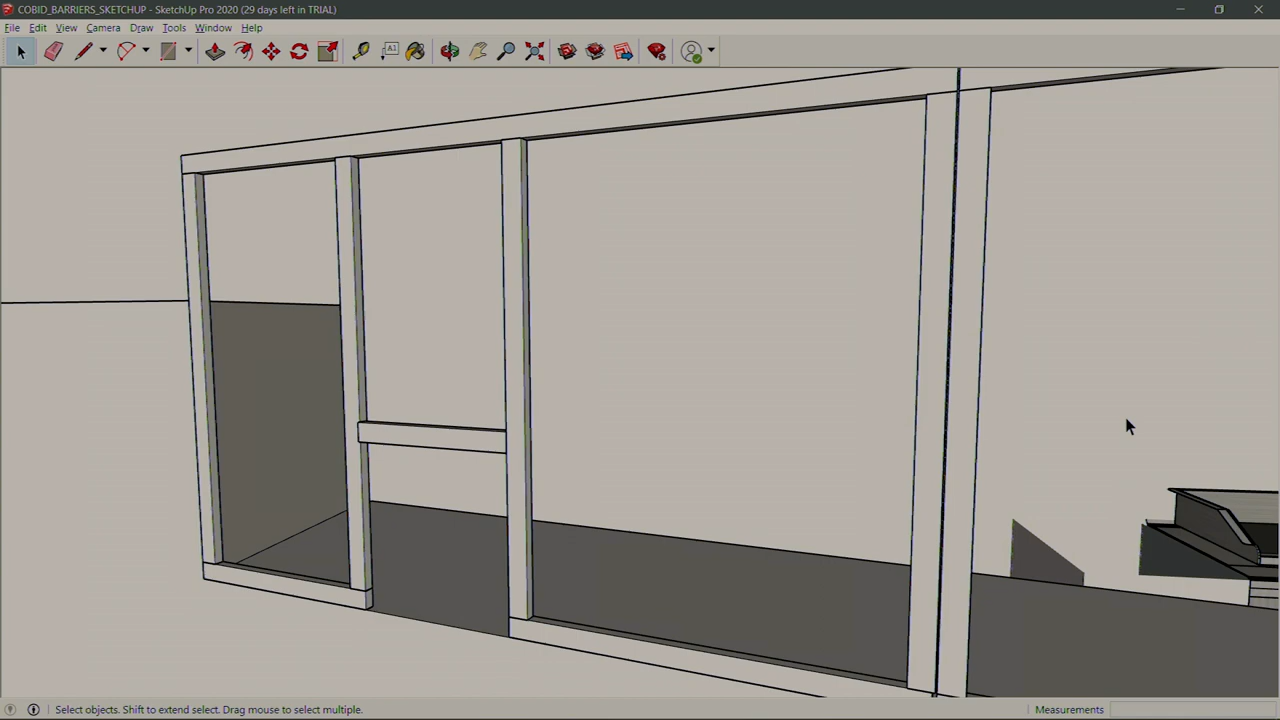 COBID_BARRIERS_SKETCHUP - SketchUp Pro 2020 (29 days left in TRIAL)
File Edit View Camera Draw Tools Window Help
A1
Select objects. Shift to extend select. Drag mouse to select multiple.
Measurements